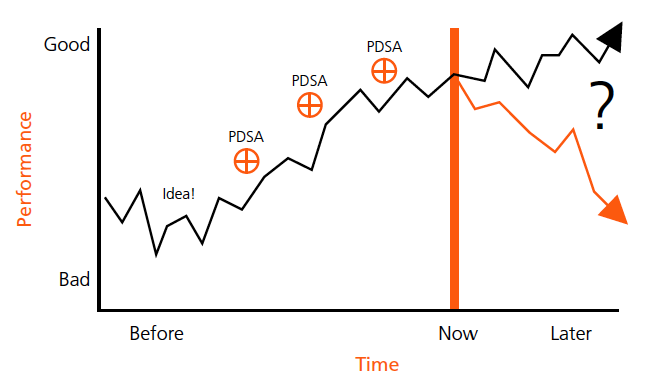 Good
PDSA
PDSA
PDSA
?
Idea!
Performance
Bad
Before
Now
Later
Time